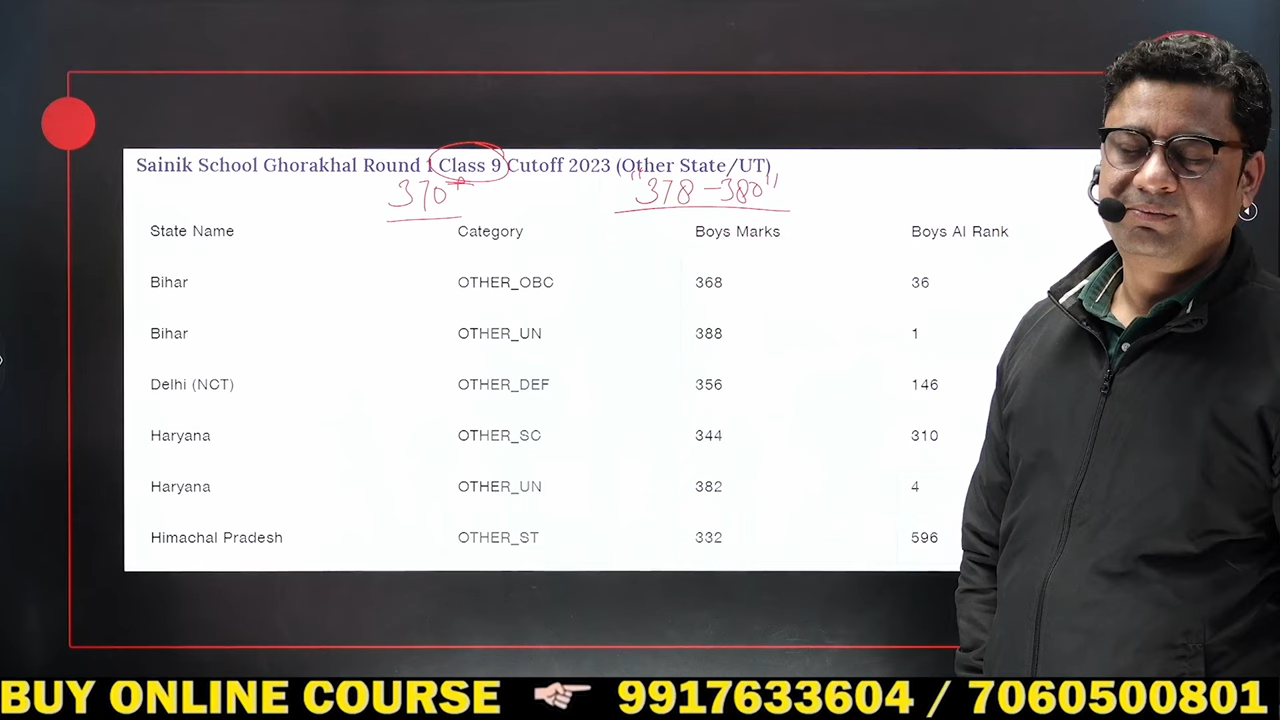 Sainik School Ghorakhal Round 1 Class 9 Cutoff 2023 (Other State/UT)
370* "378-380"
State Name Category Boys Marks Boys AI Rank
Bihar OTHER_OBC 368 36
Bihar OTHER_UN 388 1
Delhi (NCT) OTHER_DEF 356 146
Haryana OTHER_SC 344 310
Haryana OTHER_UN 382 4
Himachal Pradesh OTHER_ST 332 596
BUY ONLINE COURSE 9917633604 / 7060500801